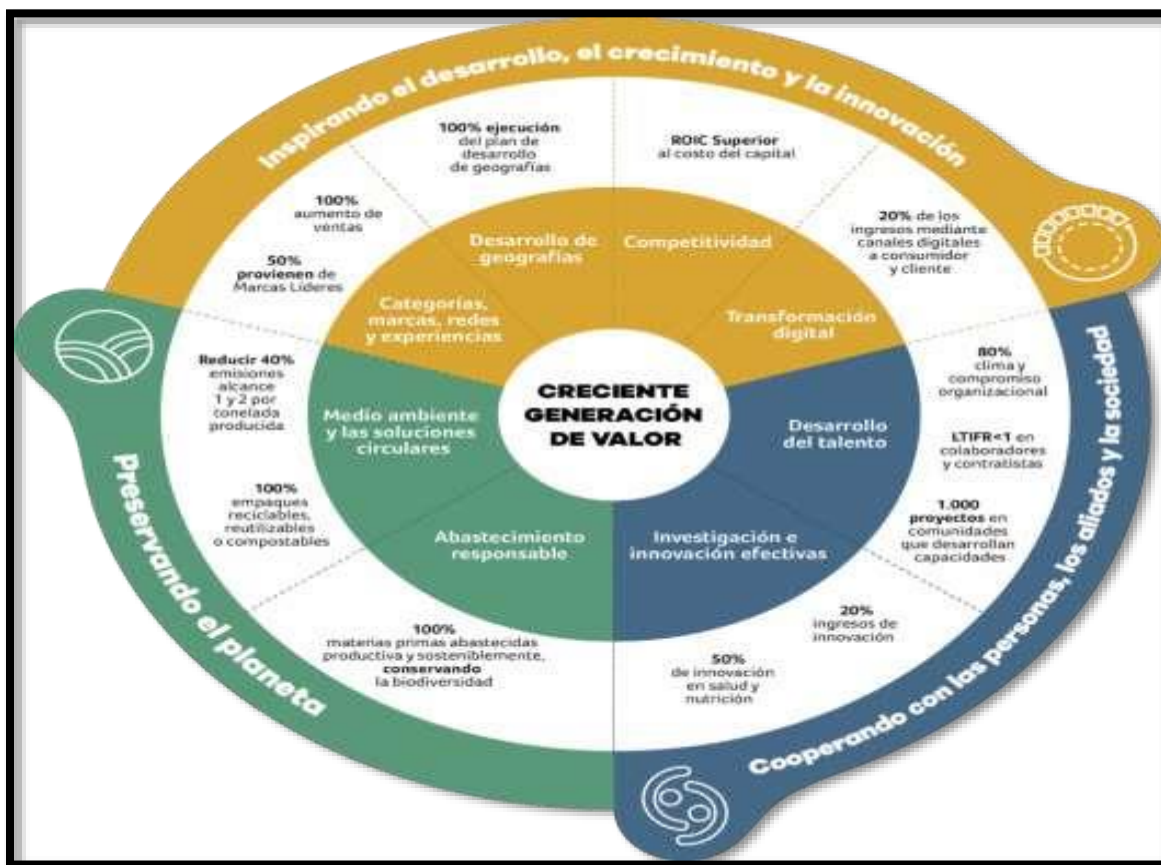 Inspirando el desarrollo, el crecimiento y la innovación
100% ejecución
del plan de
desarrollo
de geografías
ROIC Superior
al costo del capital
100%
aumento de
ventas
50%
provienen de
Marcas Líderes
20% de los
ingresos mediante
canales digitales
a consumidor
y cliente
Desarrollo de
geografías
Competitividad
Categorías,
marcas, redes
y experiencias
Transformación
digital
CRECIENTE
GENERACIÓN
DE VALOR
Preservando el planeta
Reducir 40%
emisiones
alcance
1 y 2 por
tonelada
producida
100%
empaques
reciclables,
reutilizables
o compostables
100%
materias primas abastecidas
productiva y sosteniblemente,
conservando
la biodiversidad
Medio ambiente
y las soluciones
circulares
Abastecimiento
responsable
Cooperando con las personas, los aliados y la sociedad
Desarrollo
del talento
Investigación e
innovación efectivas
80%
clima y
compromiso
organizacional
LTIFR<1 en
colaboradores
y contratistas
1.000
proyectos en
comunidades
que desarrollan
capacidades
20%
ingresos de
innovación
50%
de innovación
en salud y
nutrición